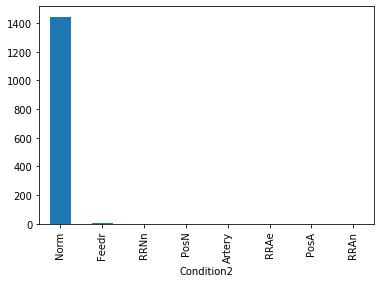 1400
1200
1000
800
600
400
200
0
Norm
Feedr
RRNn
PosN
Artery
RRAe
PosA
RRAn
Condition2